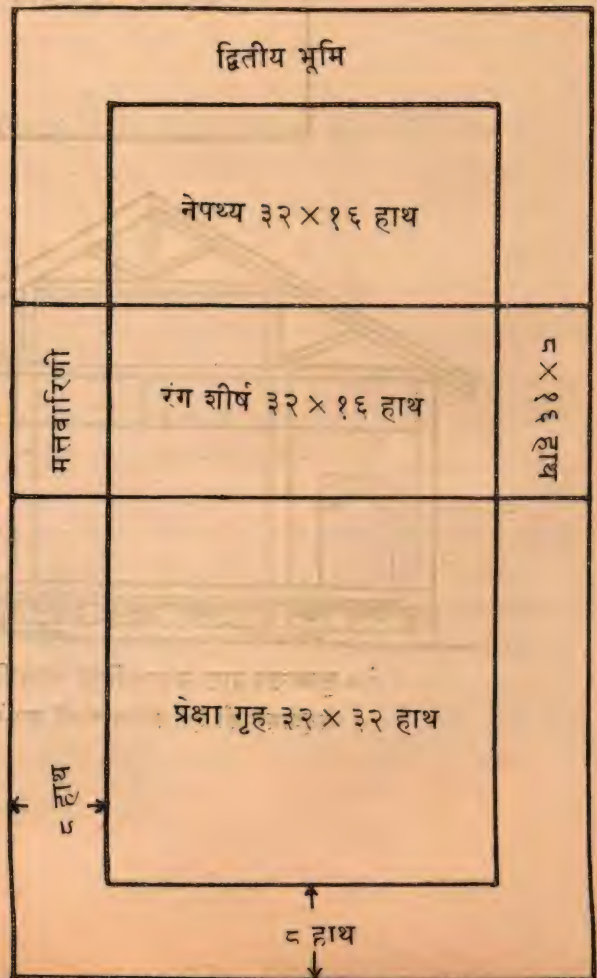 द्वितीय भूमि
नेपथ्य ३२ × १६ हाथ
मत्तवारिणी
रंग शीर्ष ३२ × १६ हाथ
८ × १६ हाथ
प्रेक्षा गृह ३२ × ३२ हाथ
८ हाथ
८ हाथ